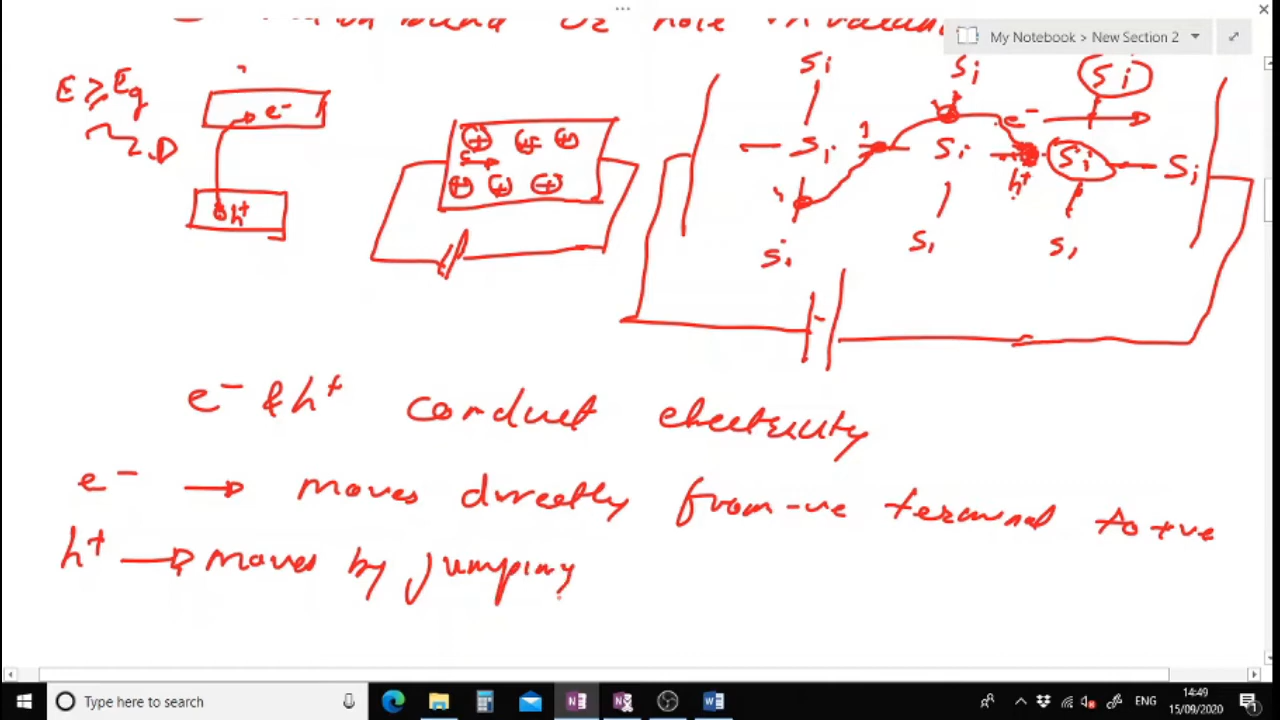 My Notebook > New Section 2
E ≥ Eg
e-
h+
Si Si Si
e-
Si Si Si Si
h+
Si Si Si
e- & h+ conduct electricity
e- → moves directly from -ve terminal to +ve
h+ → moves by jumping
Type here to search
ENG
14:49
15/09/2020
1